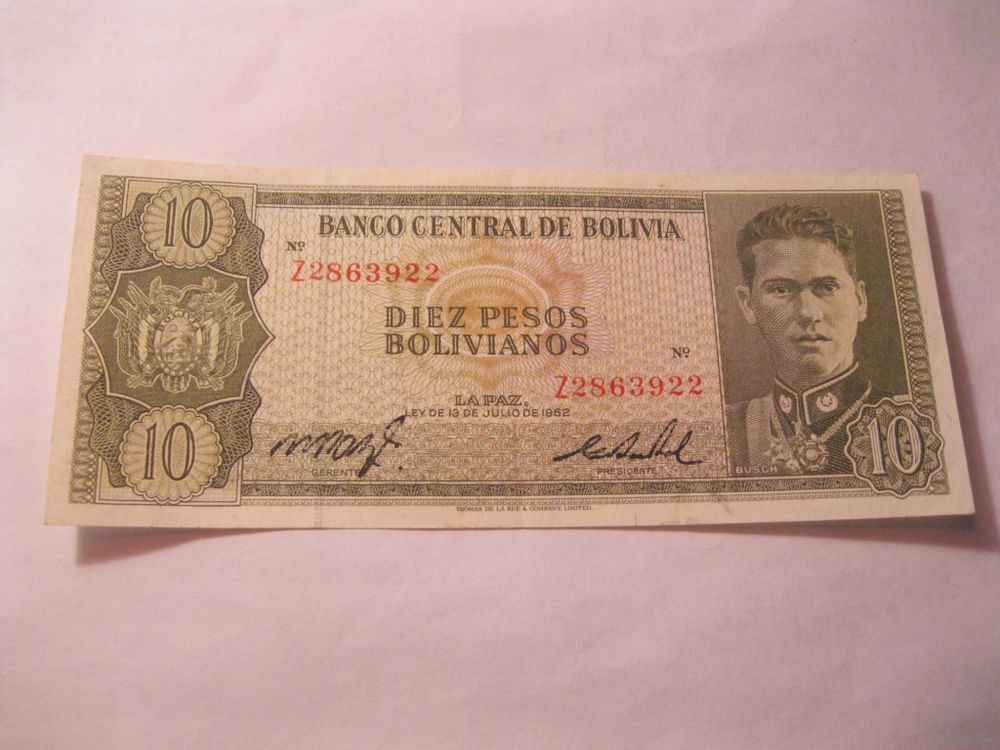 10
BANCO CENTRAL DE BOLIVIA
Nº
Z2863922
DIEZ PESOS
BOLIVIANOS
Nº
Z2863922
LA PAZ,
LEY DE 13 DE JULIO DE 1962
10
GERENTE
PRESIDENTE
BUSCH
10
THOMAS DE LA RUE & COMPANY, LIMITED.